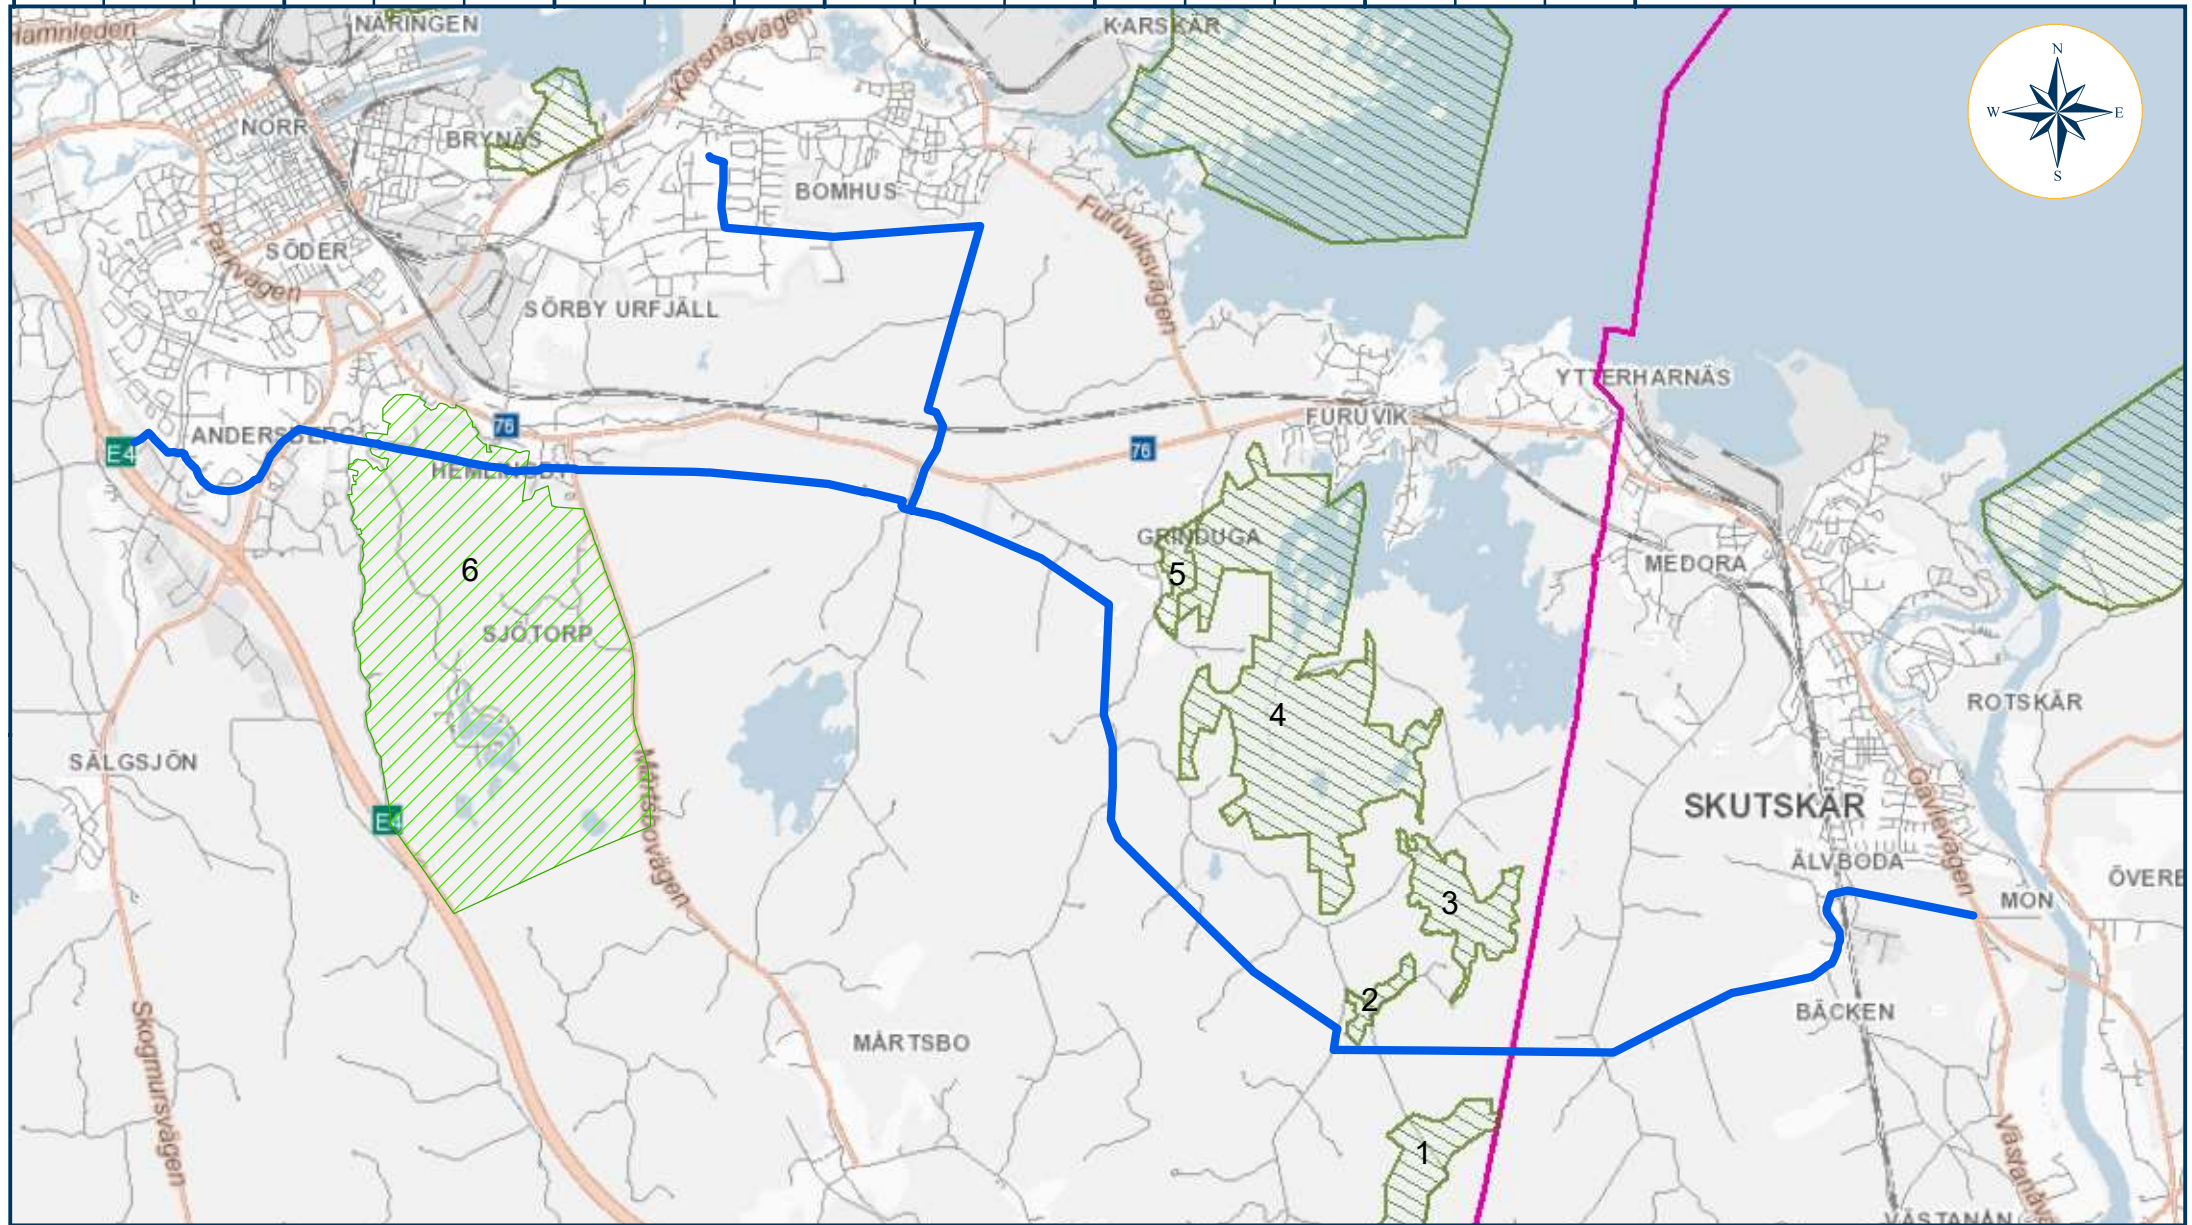 Hamnleden
NÄRINGEN
Korsnäsvägen
KARSKÄR
N
W
E
S
NORR
BRYNÄS
BOMHUS
Furuviksvägen
SÖDER
Parkvägen
SÖRBY URFJÄLL
YTTERHARNÄS
FURUVIK
76
76
E4
ANDERSBERG
HEMLINGBY
GRINDUGA
5
6
MEDORA
SJÖTORP
4
ROTSKÄR
SÄLGSJÖN
Mårtsbovägen
SKUTSKÄR
Gävlevägen
E4
ÄLVBODA
3
MON
ÖVERB
2
BÄCKEN
MÅRTSBO
Skogmursvägen
1
Västanåv
VÄSTANÅN